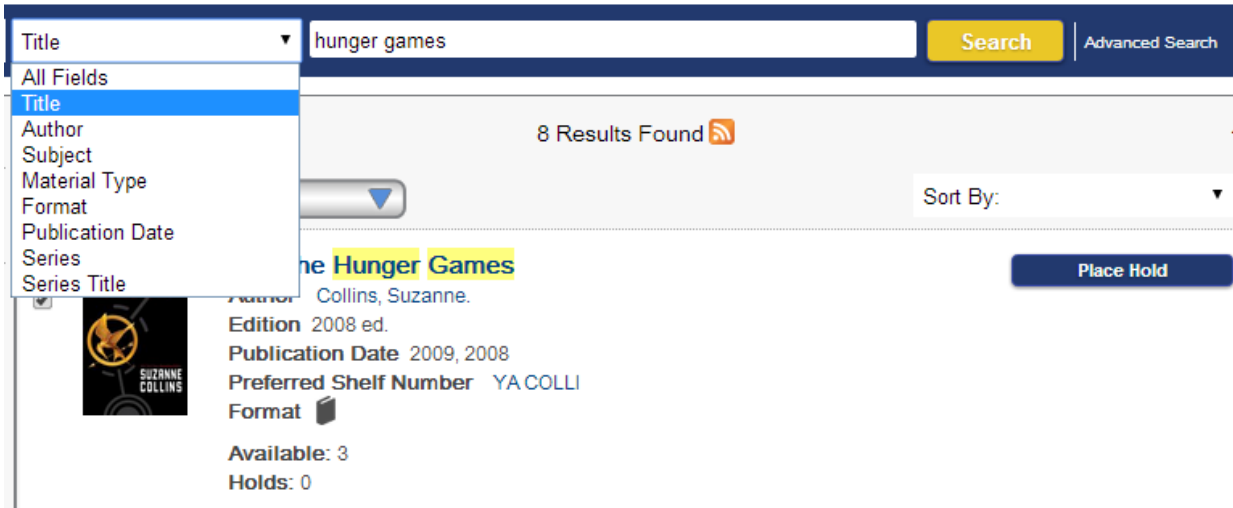 Title hunger games Search Advanced Search
All Fields
Title
Author
Subject
Material Type
Format
Publication Date
Series
Series Title
8 Results Found
Sort By:
Hunger Games
Place Hold
Author Collins, Suzanne.
Edition 2008 ed.
Publication Date 2009, 2008
Preferred Shelf Number YA COLLI
Format
Available: 3
Holds: 0
SUZANNE
COLLINS